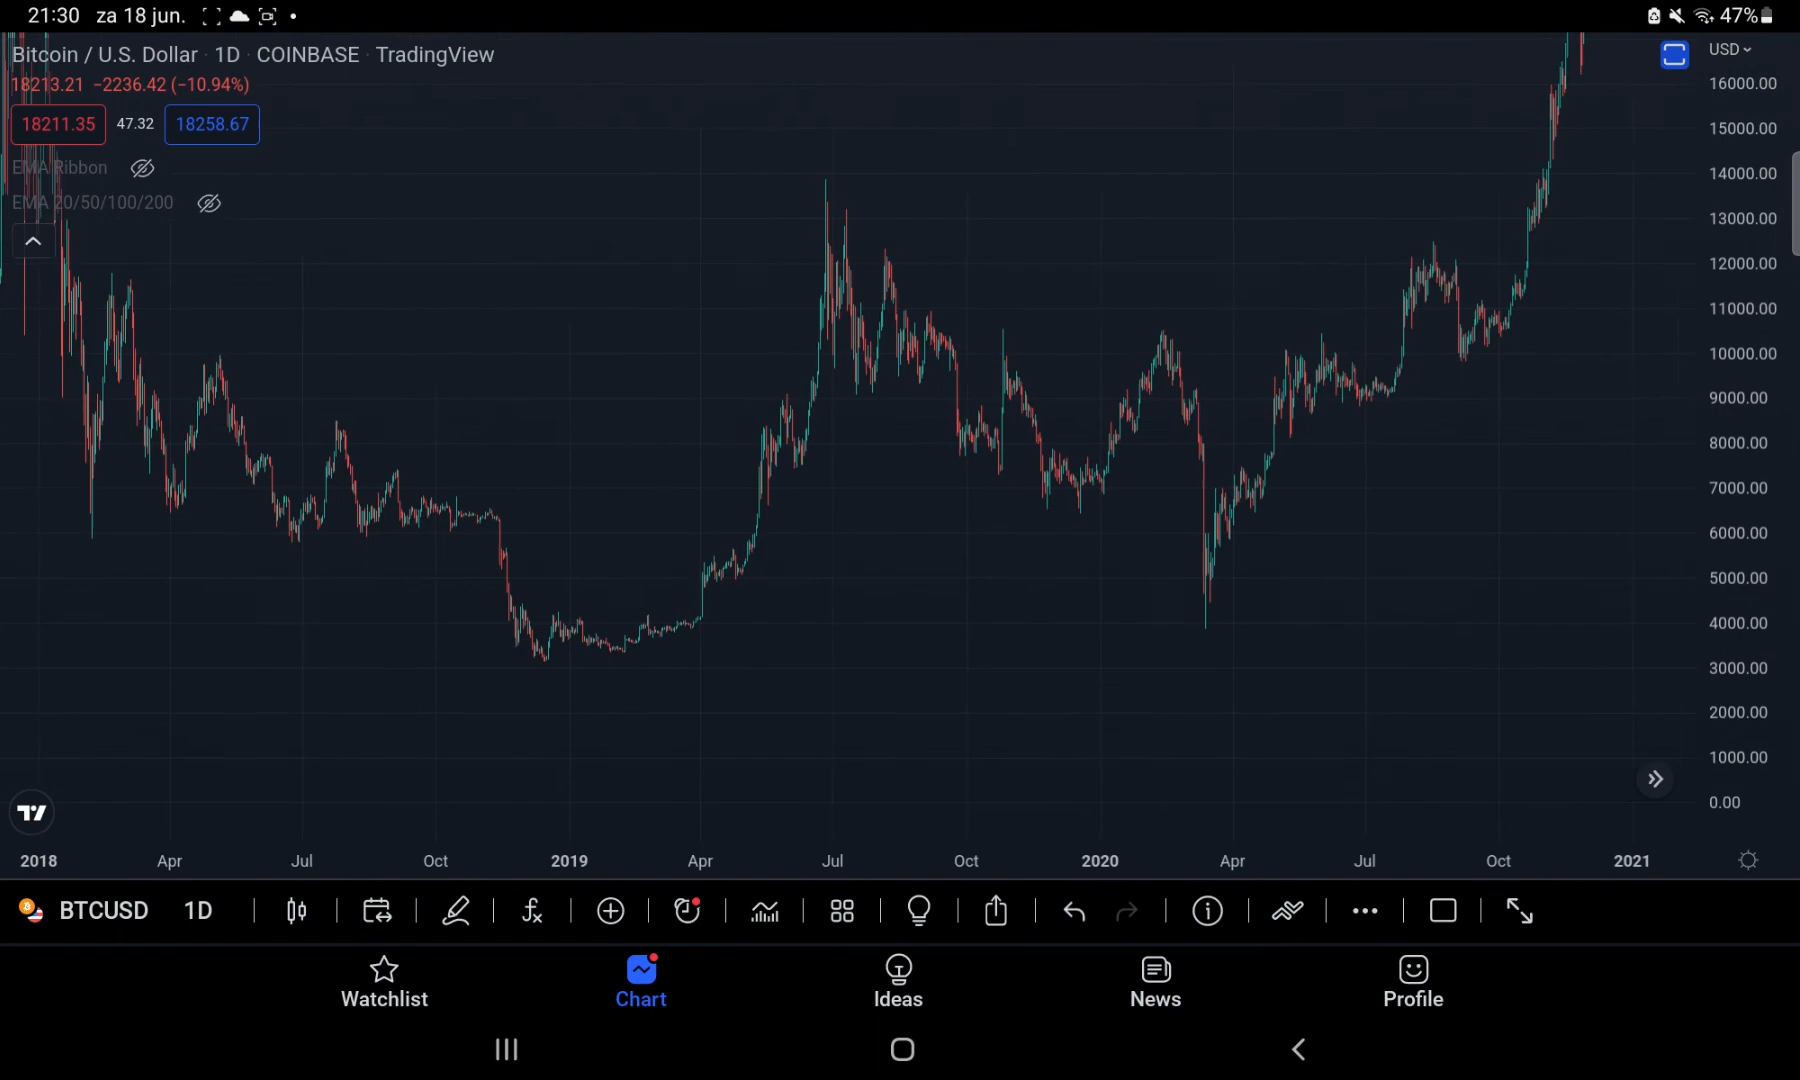 21:30 za 18 jun. 47%
Bitcoin / U.S. Dollar · 1D · COINBASE · TradingView
USD
18213.21 −2236.42 (−10.94%)
18211.35 47.32 18258.67
EMA Ribbon
EMA 20/50/100/200
16000.00
15000.00
14000.00
13000.00
12000.00
11000.00
10000.00
9000.00
8000.00
7000.00
6000.00
5000.00
4000.00
3000.00
2000.00
1000.00
0.00
2018 Apr Jul Oct 2019 Apr Jul Oct 2020 Apr Jul Oct 2021
BTCUSD 1D
Watchlist Chart Ideas News Profile